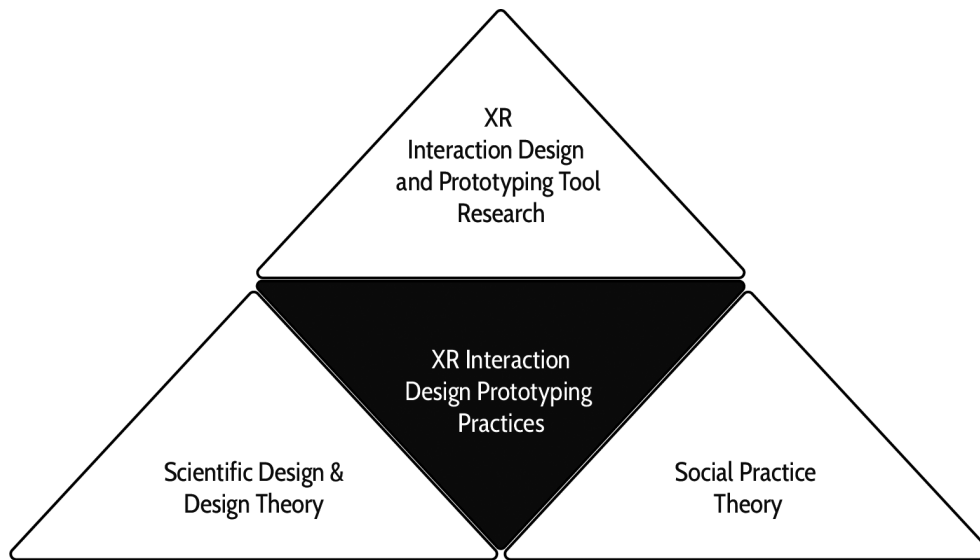 XR
Interaction Design
and Prototyping Tool
Research
XR Interaction
Design Prototyping
Practices
Scientific Design &
Design Theory
Social Practice
Theory